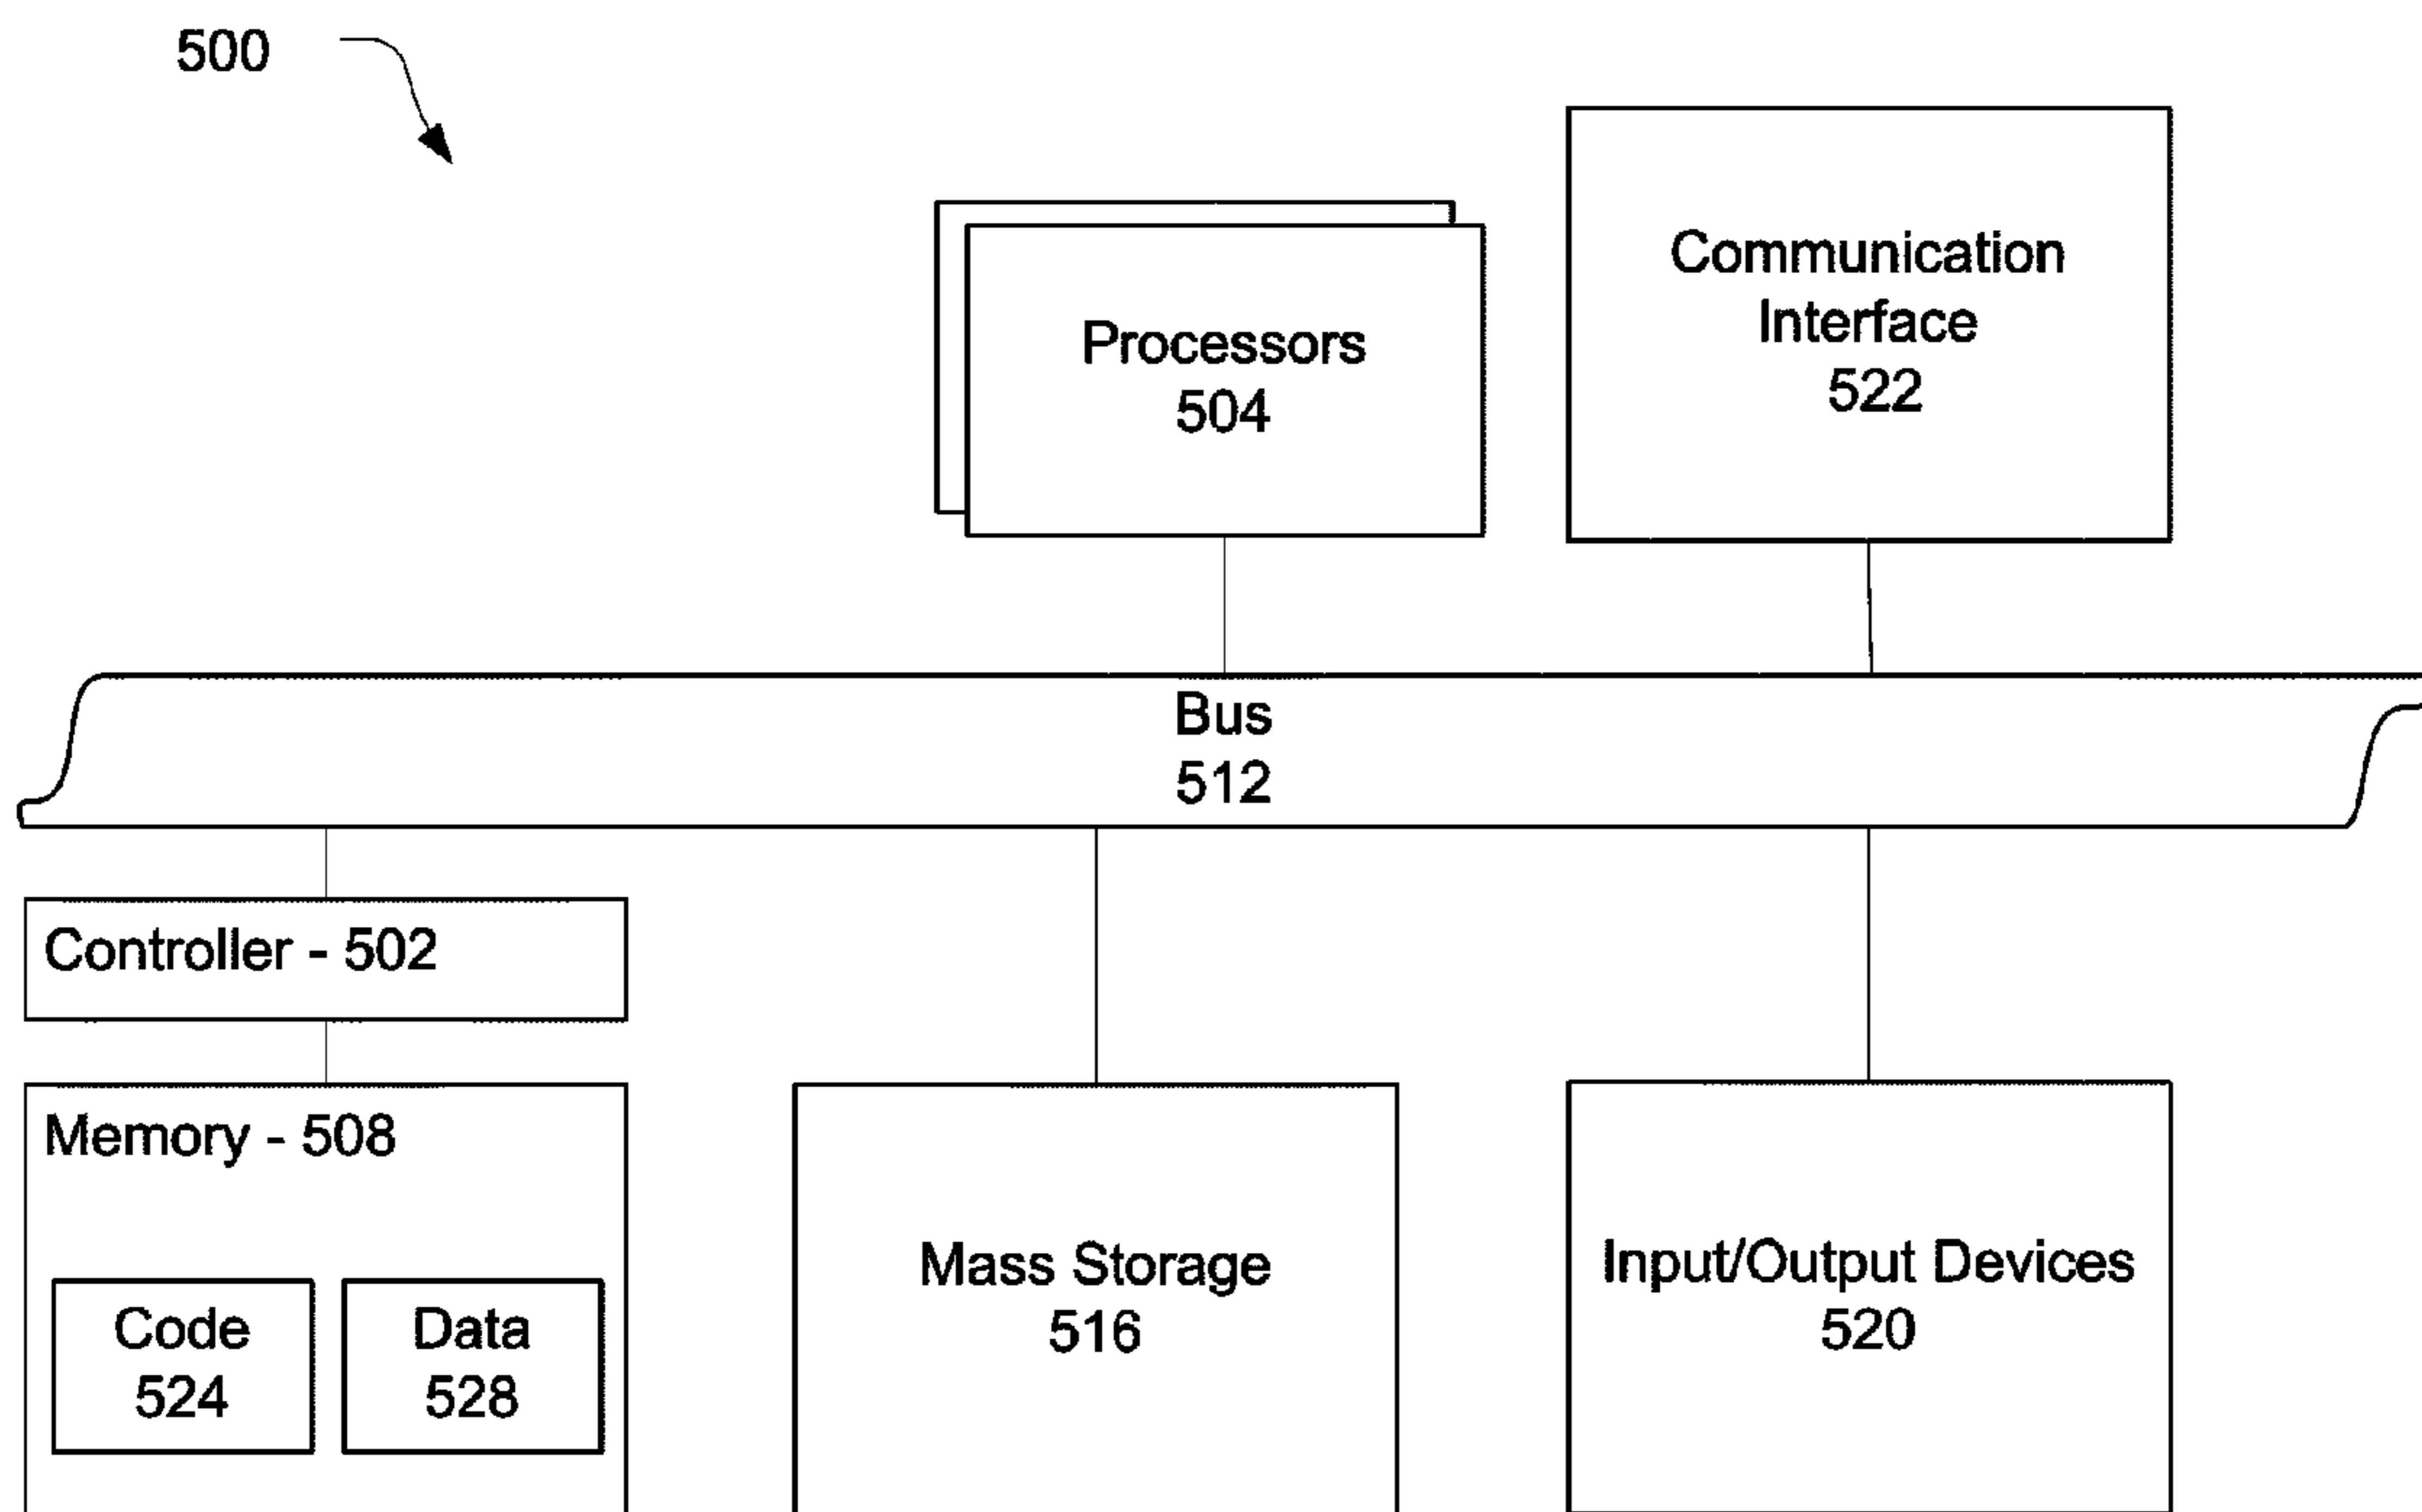 500
Communication
Interface
522
Processors
504
Bus
512
Controller - 502
Memory - 508
Code
524
Data
528
Mass Storage
516
Input/Output Devices
520